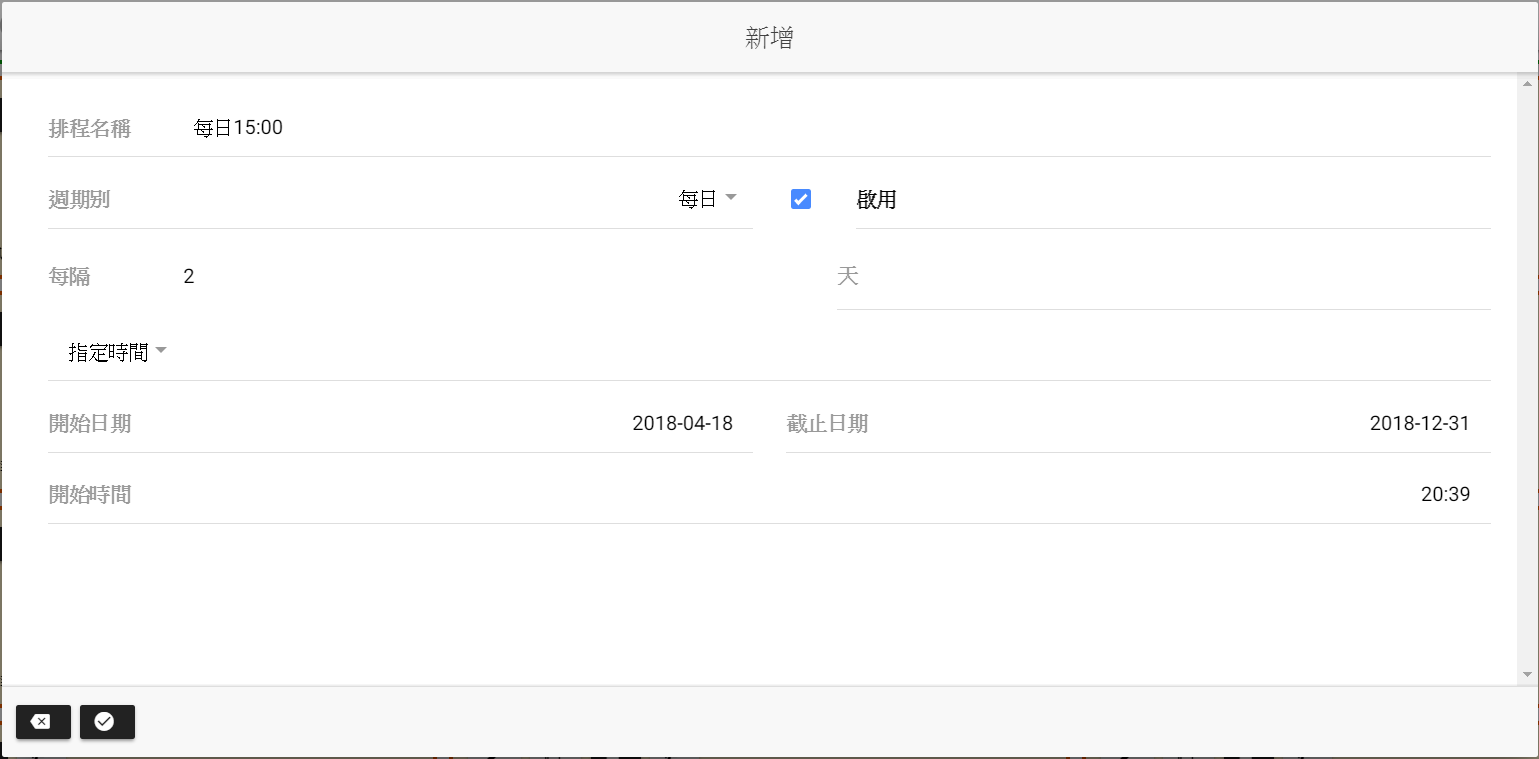 新增
排程名稱 每日15:00
週期別 每日 啟用
每隔 2 天
指定時間
開始日期 2018-04-18 截止日期 2018-12-31
開始時間 20:39